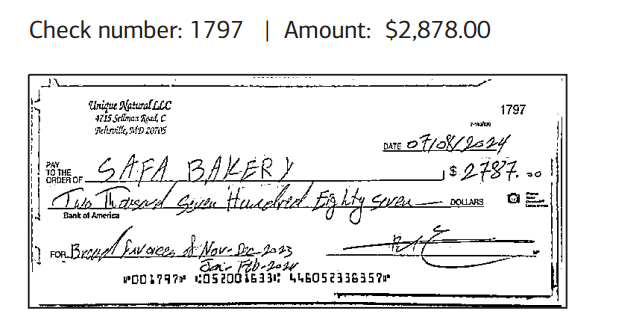 Check number: 1797 | Amount: $2,878.00
Unique Natural LLC
4715 Sellman Road, C
Beltsville, MD 20705
1797
DATE 07/08/2024
PAY
TO THE
ORDER OF SAFA BAKERY $ 2787.00
Two Thousand Seven Hundred Eighty Seven DOLLARS
Bank of America
FOR Bread Invoices of Nov-Dec-2023
Jan- Feb-2024
⑈001797⑈ ⑆052001633⑆ 446052336357⑈